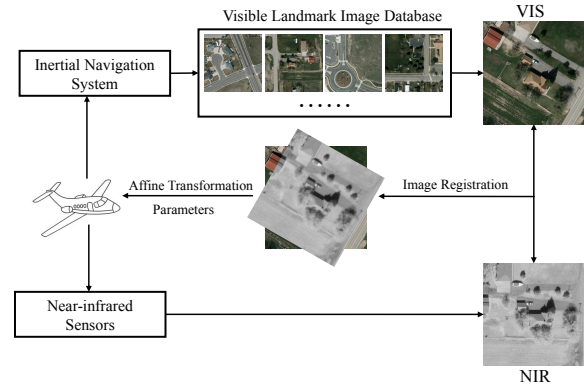 Visible Landmark Image Database
VIS
Inertial Navigation
System
......
Affine Transformation
Parameters
Image Registration
Near-infrared
Sensors
NIR